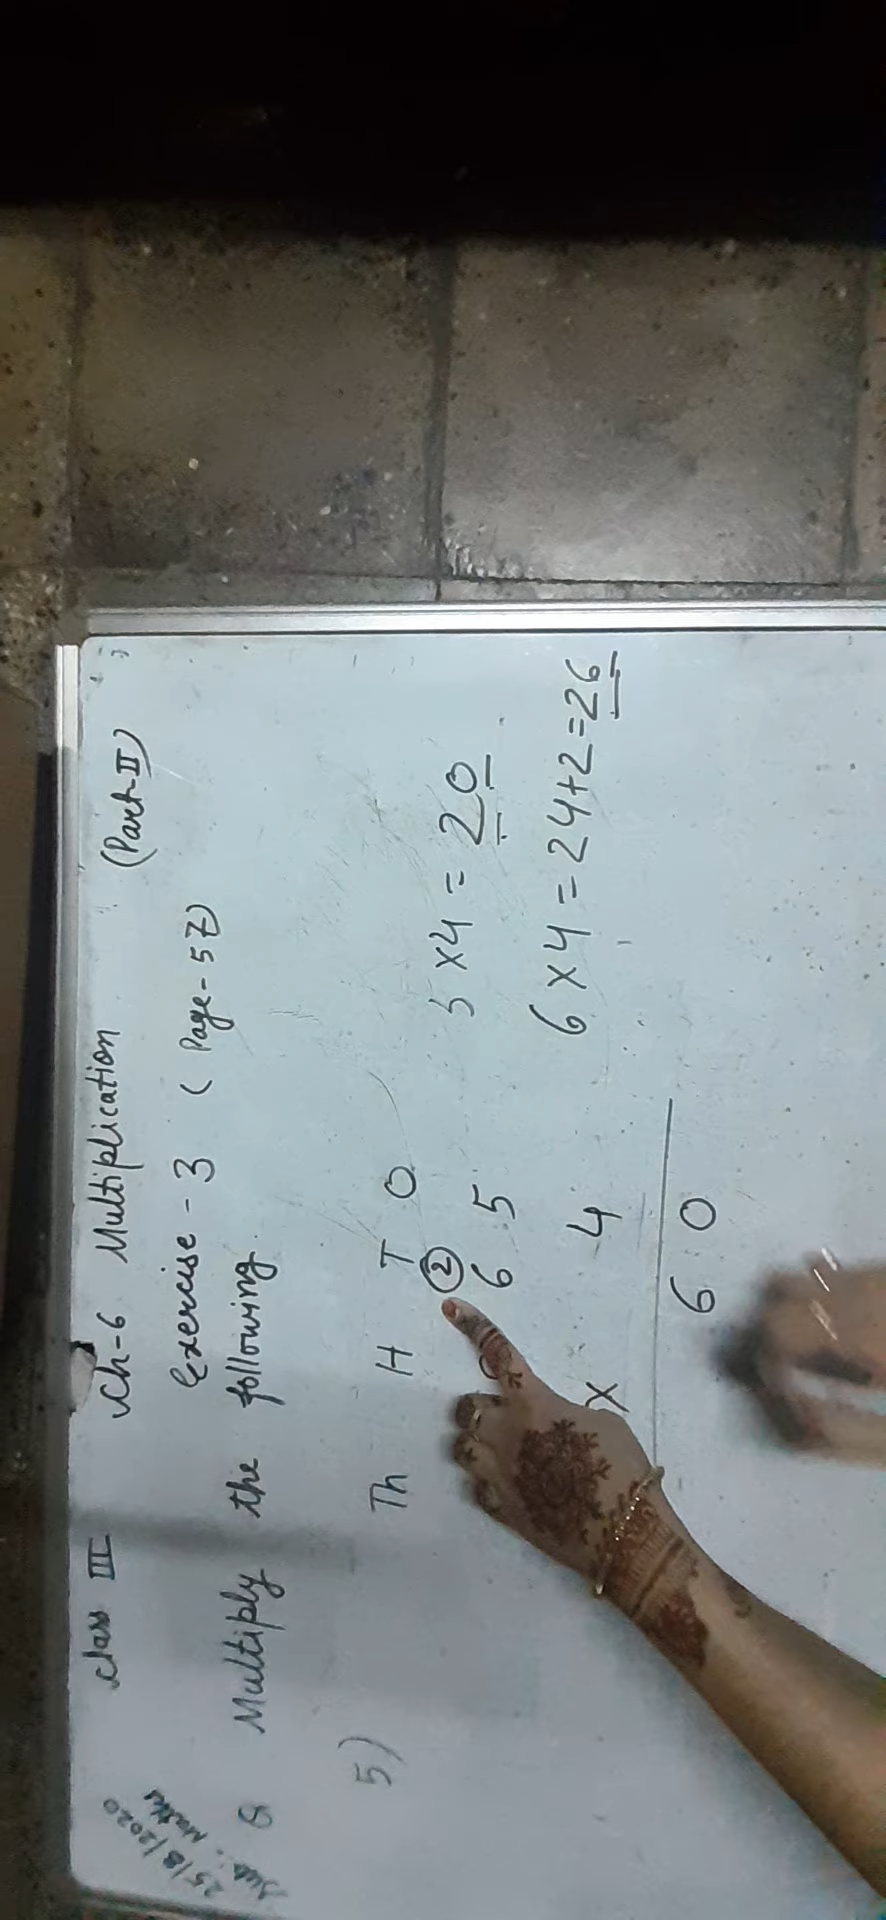 25/8/2020
Sub: Maths
Class III Ch-6 Multiplication (Part-II)
Exercise - 3 ( Page - 57)
Q Multiply the following.
5) Th H T O
2
6 5 5 x 4 = 20
x 4 6 x 4 = 24+2=26
6 0